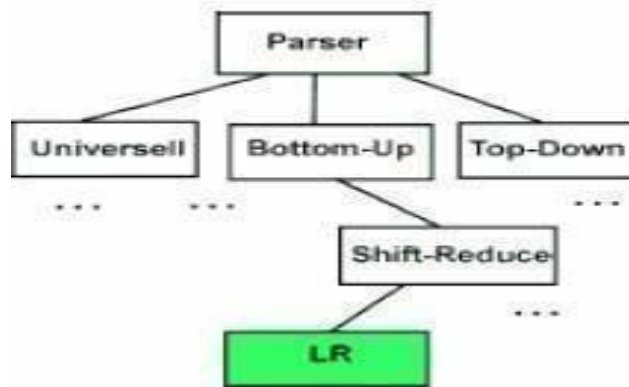 Parser
Universell Bottom-Up Top-Down
... ... ...
Shift-Reduce
...
LR